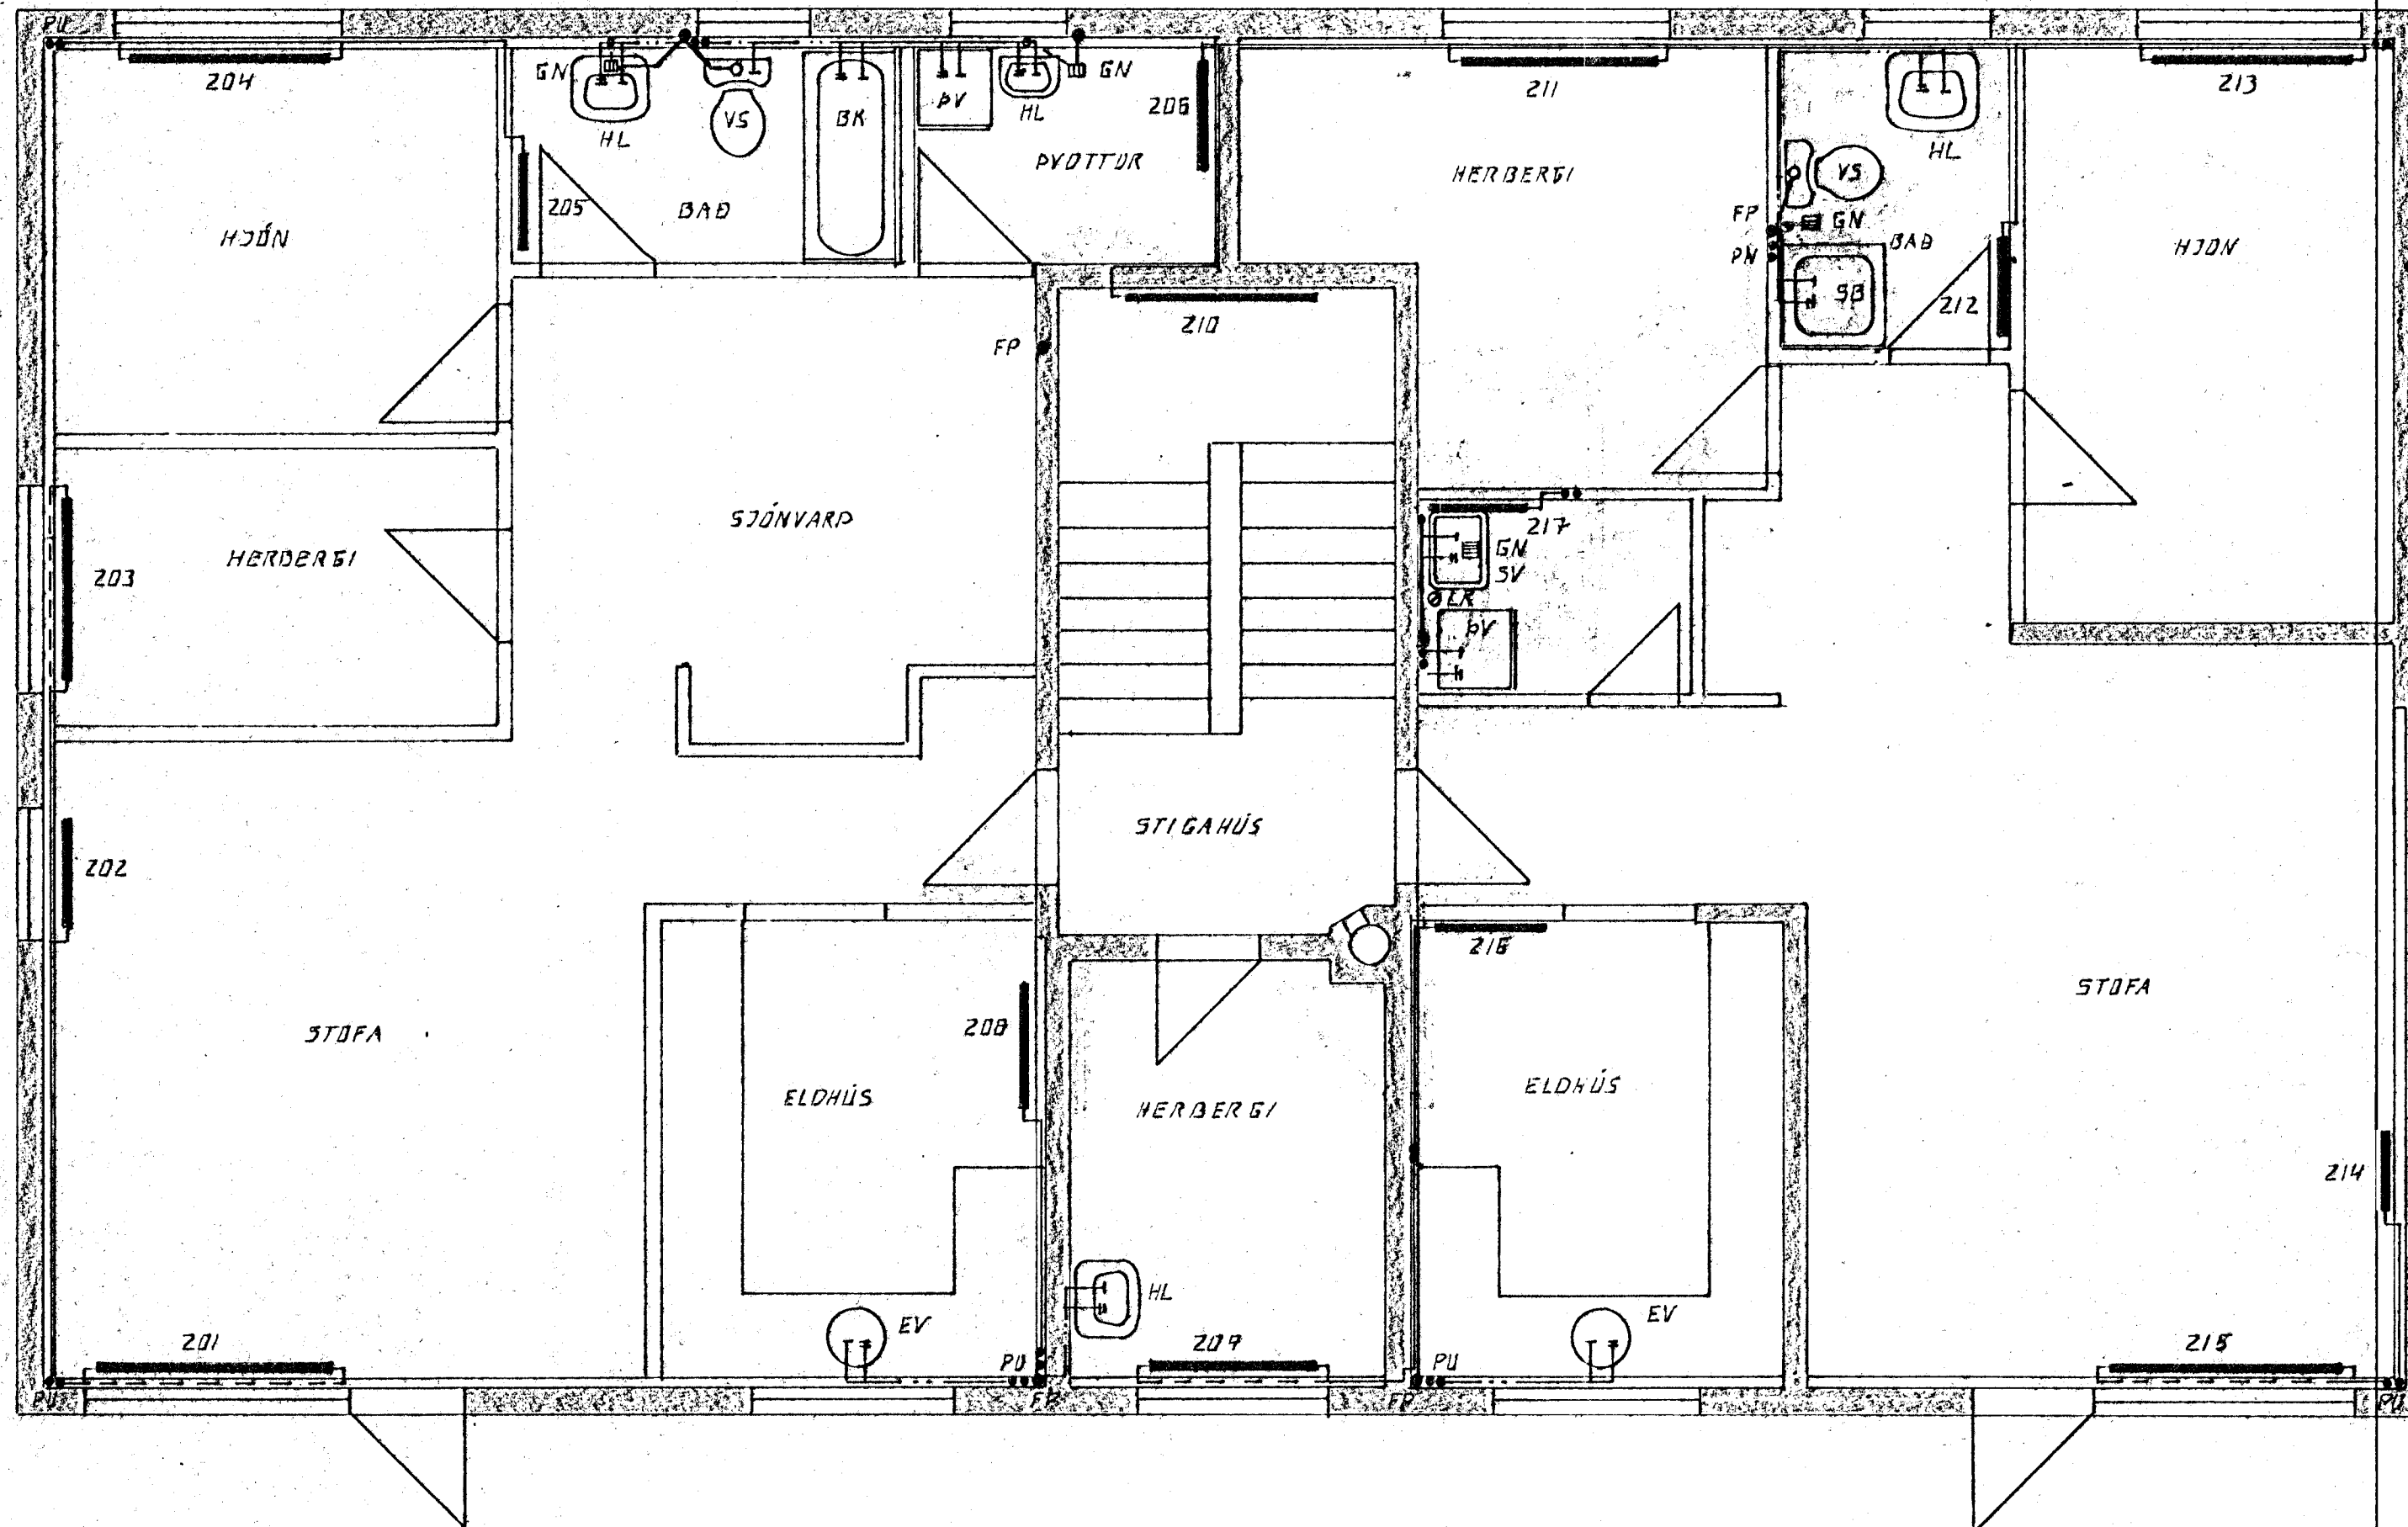 PU
204
GN
HL
VS
BK
ÞV
HL
GN
206
211
213
HL
VS
ÞVOTTUR
HERBERGI
205
BAÐ
FP
GN
HJÓN
BAÐ
HJÓN
PN
SB
212
210
FP
SJÓNVARP
217
HERBERGI
203
GN
SV
ÞV
STIGAHÚS
202
216
STOFA
208
STOFA
ELDHÚS
HERBERGI
ELDHÚS
214
HL
EV
EV
201
209
215
PU
PU
PU
FP
FP
PU